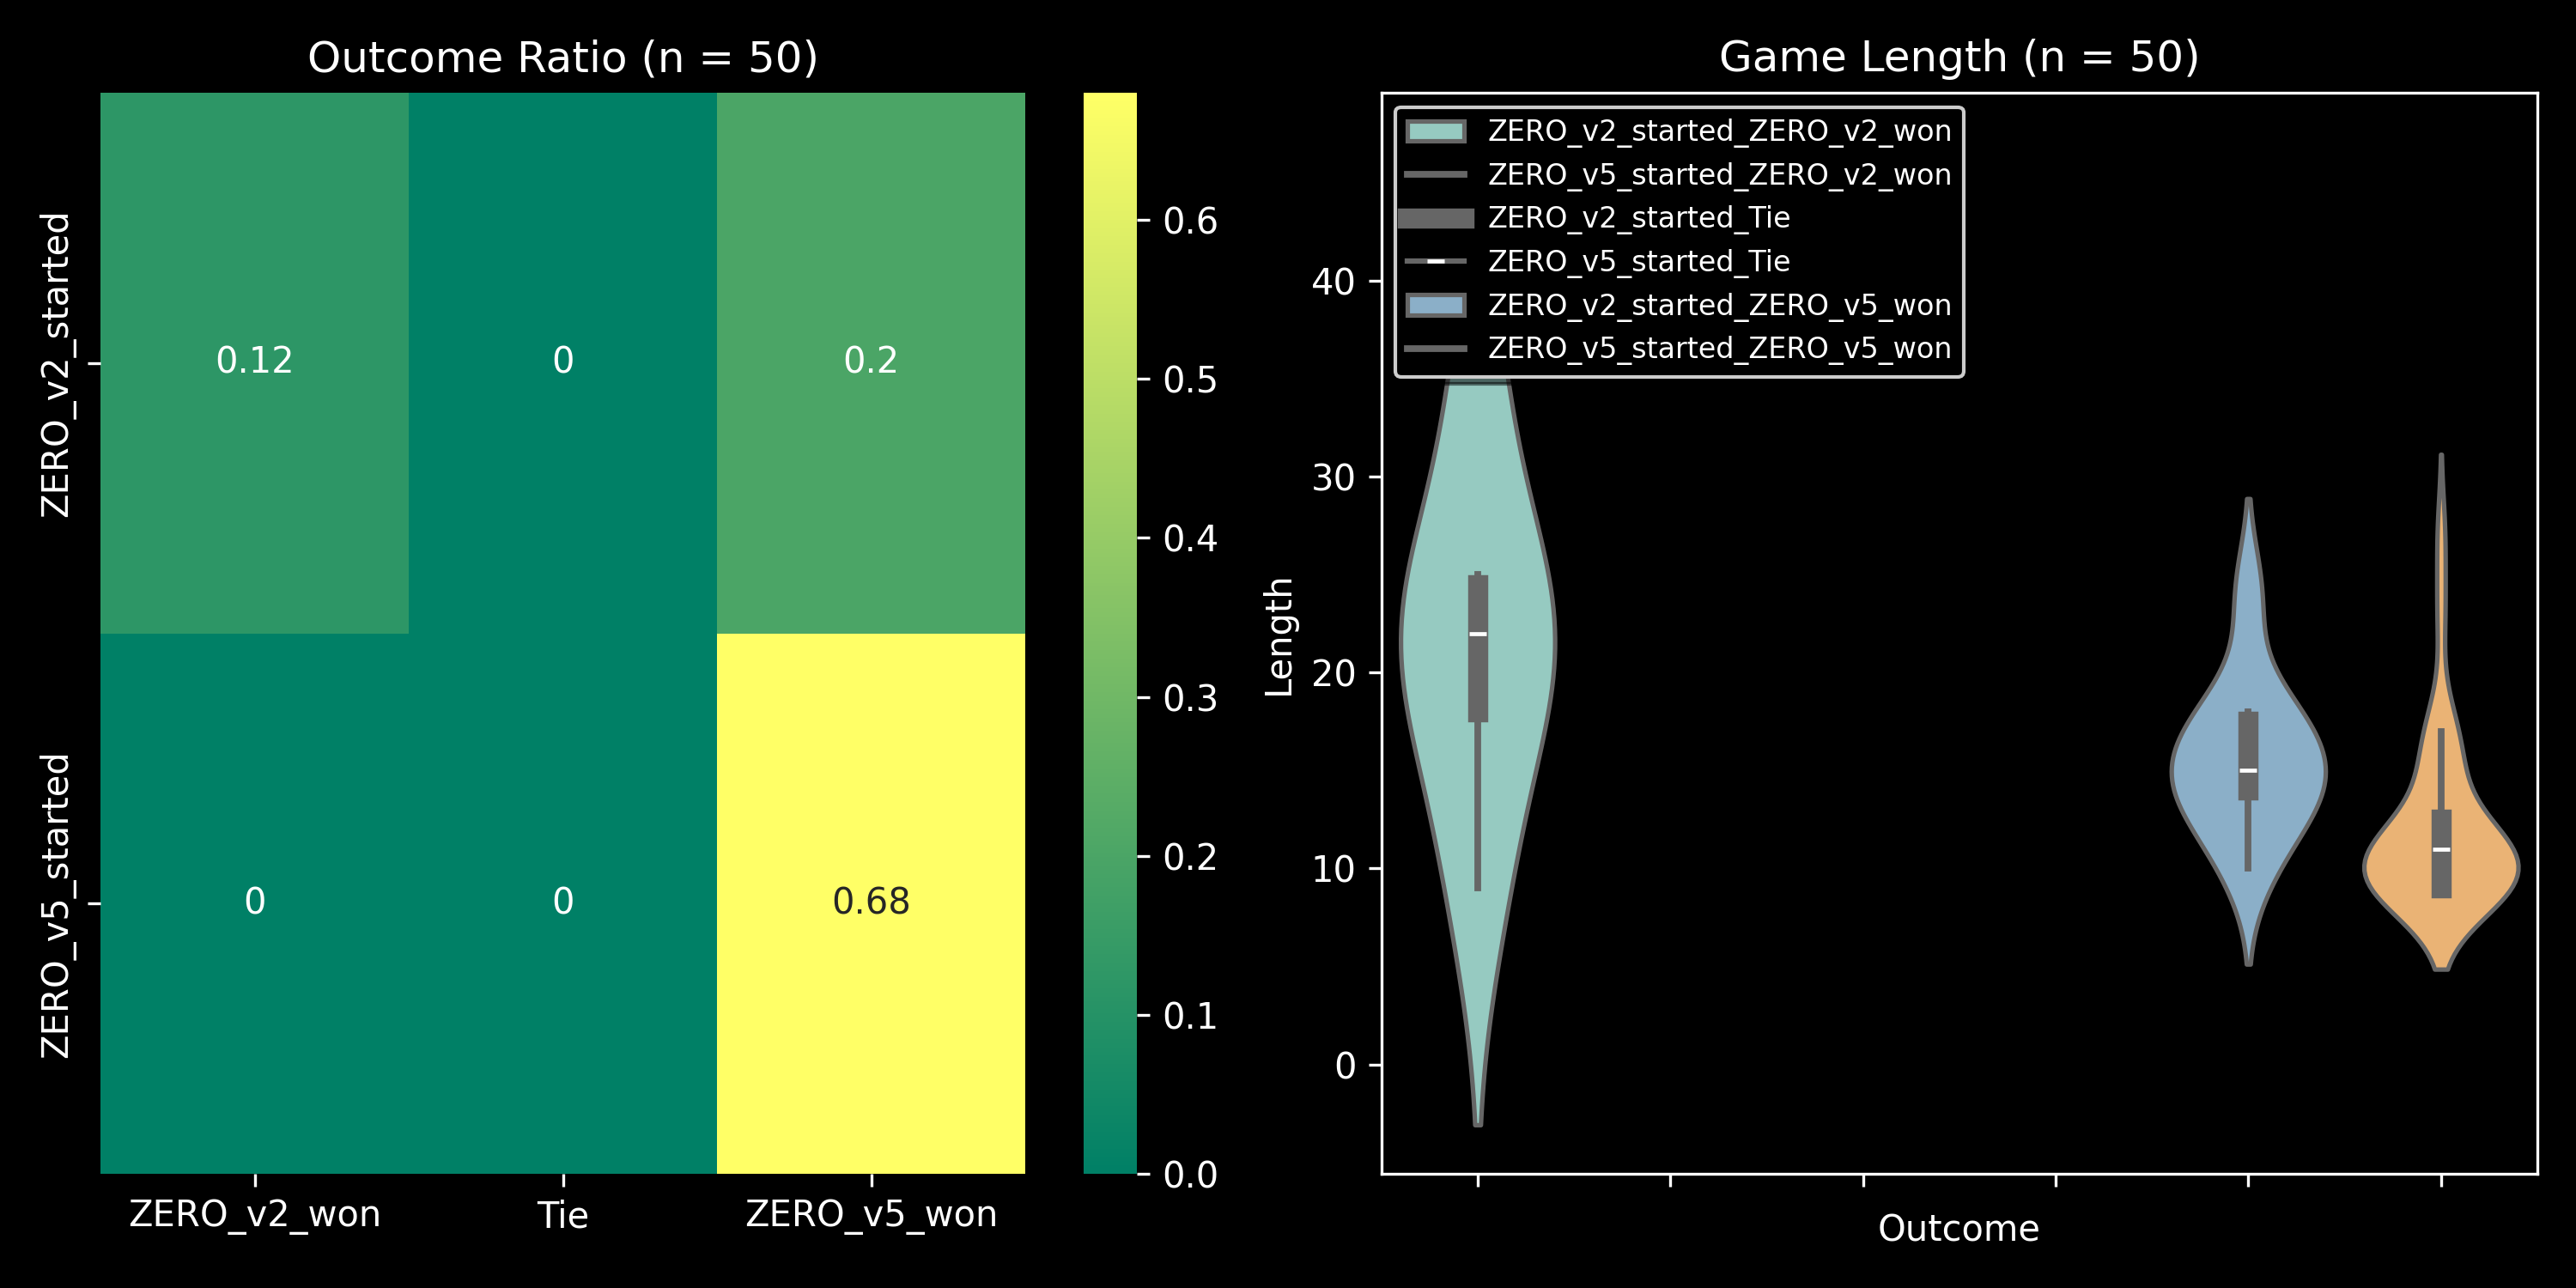 Outcome Ratio (n = 50)
ZERO_v2_started
ZERO_v5_started
0.12
0
0.2
0
0
0.68
ZERO_v2_won
Tie
ZERO_v5_won
0.6
0.5
0.4
0.3
0.2
0.1
0.0
Game Length (n = 50)
ZERO_v2_started_ZERO_v2_won
ZERO_v5_started_ZERO_v2_won
ZERO_v2_started_Tie
ZERO_v5_started_Tie
ZERO_v2_started_ZERO_v5_won
ZERO_v5_started_ZERO_v5_won
Length
40
30
20
10
0
Outcome